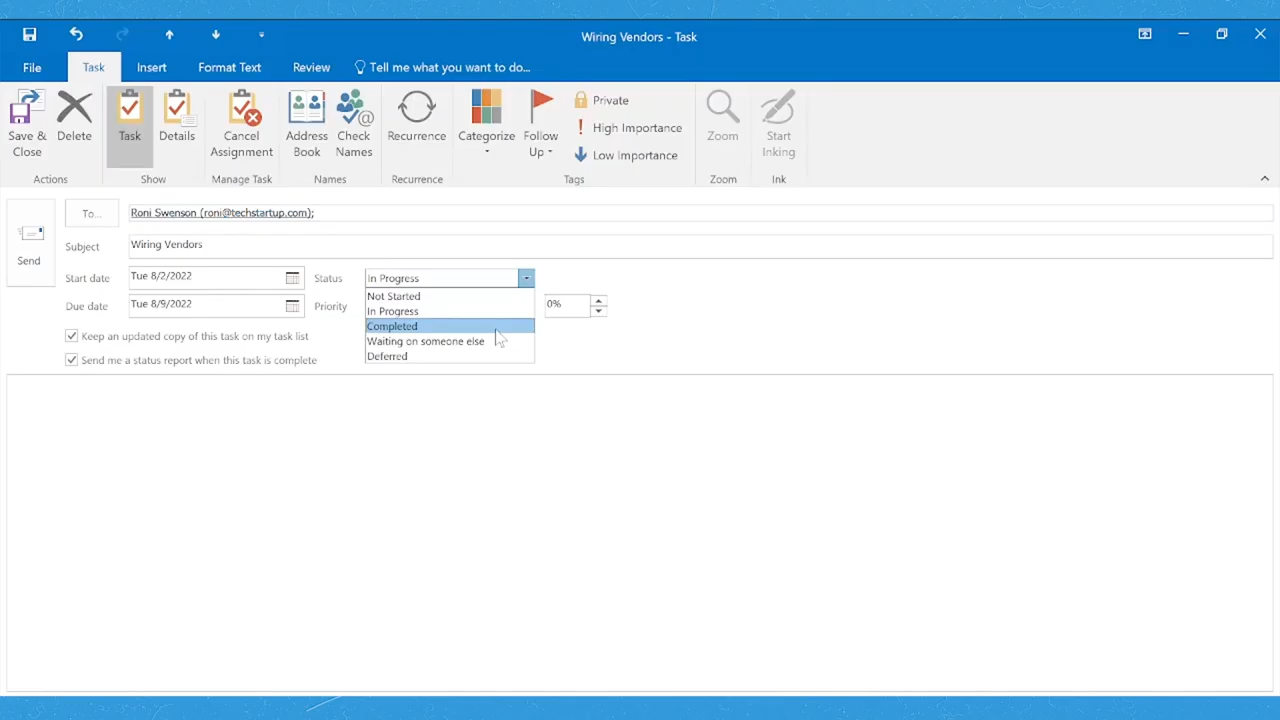 Wiring Vendors - Task
File Task Insert Format Text Review Tell me what you want to do...
Save & Close
Delete
Task
Details
Cancel Assignment
Address Book
Check Names
Recurrence
Categorize
Follow Up
Private
High Importance
Low Importance
Zoom
Start Inking
Actions Show Manage Task Names Recurrence Tags Zoom Ink
Send
To... Roni Swenson (roni@techstartup.com);
Subject Wiring Vendors
Start date Tue 8/2/2022 Status In Progress
Due date Tue 8/9/2022 Priority 0%
Not Started
In Progress
Completed
Waiting on someone else
Deferred
Keep an updated copy of this task on my task list
Send me a status report when this task is complete